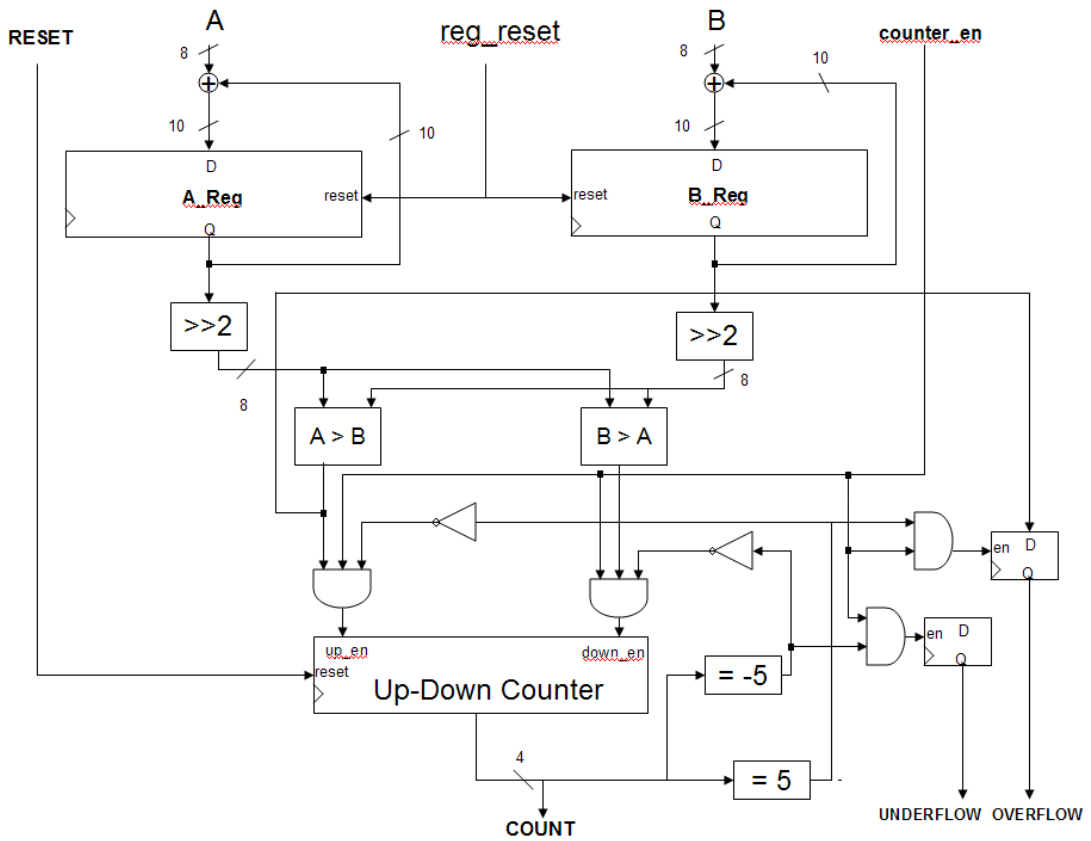 A
B
RESET
reg_reset
counter_en
8
8
10
10
10
10
D
A_Reg
reset
Q
D
reset
B_Reg
Q
>>2
>>2
8
8
A > B
B > A
en
D
Q
en
D
Q
up_en
down_en
reset
Up-Down Counter
= -5
4
= 5
-
COUNT
UNDERFLOW
OVERFLOW